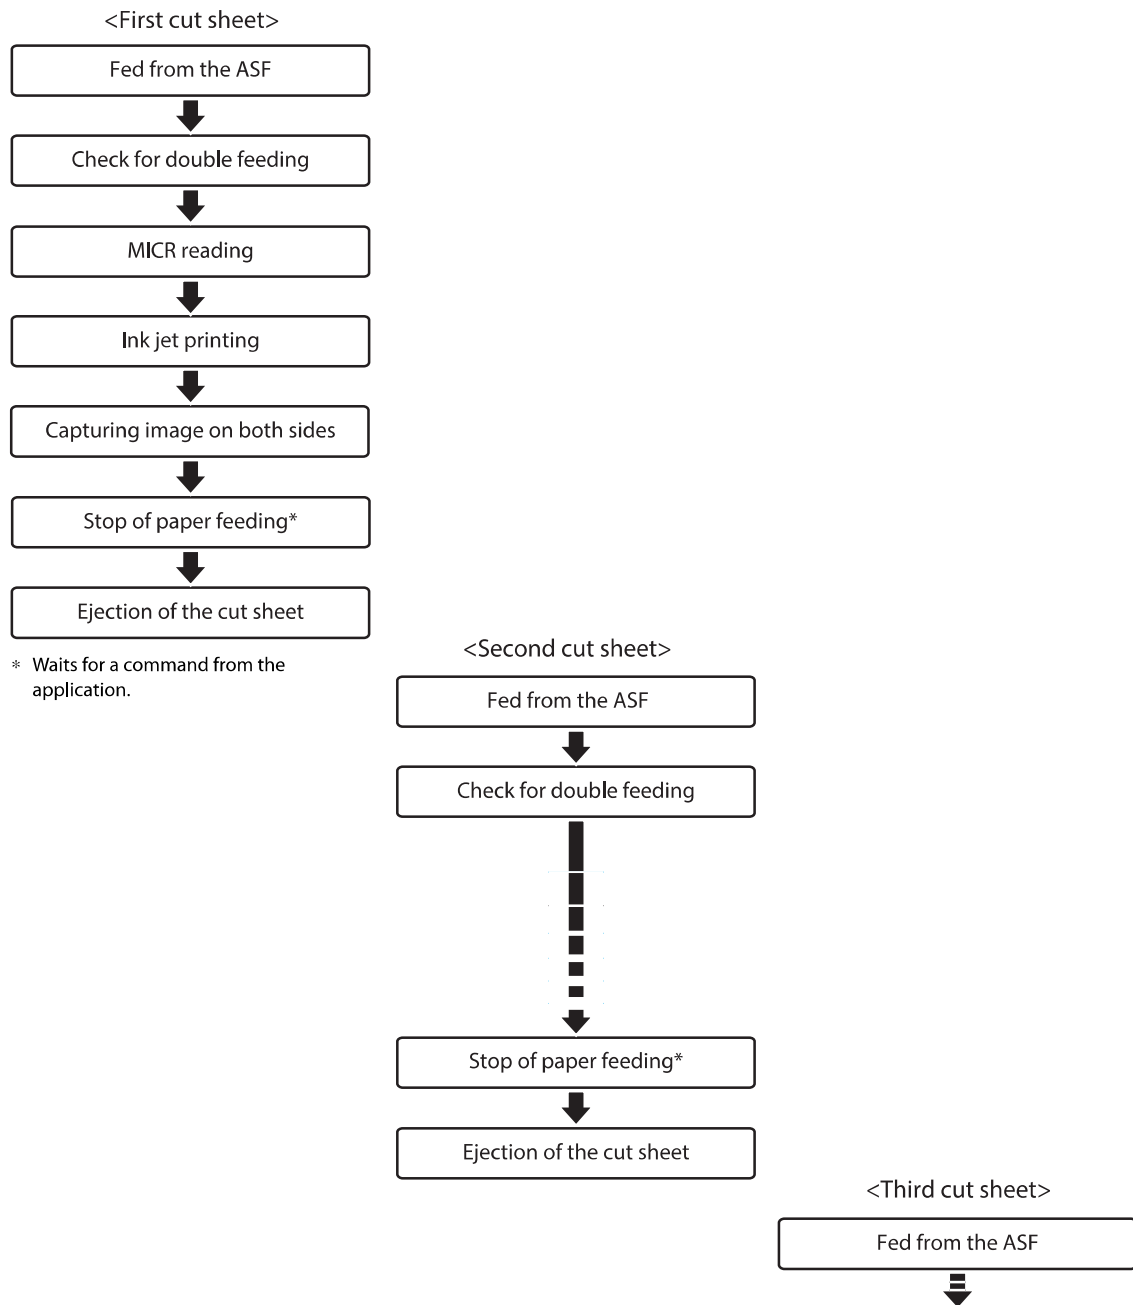 <First cut sheet>
Fed from the ASF
Check for double feeding
MICR reading
Ink jet printing
Capturing image on both sides
Stop of paper feeding*
Ejection of the cut sheet
* Waits for a command from the
application.
<Second cut sheet>
Fed from the ASF
Check for double feeding
Stop of paper feeding*
Ejection of the cut sheet
<Third cut sheet>
Fed from the ASF